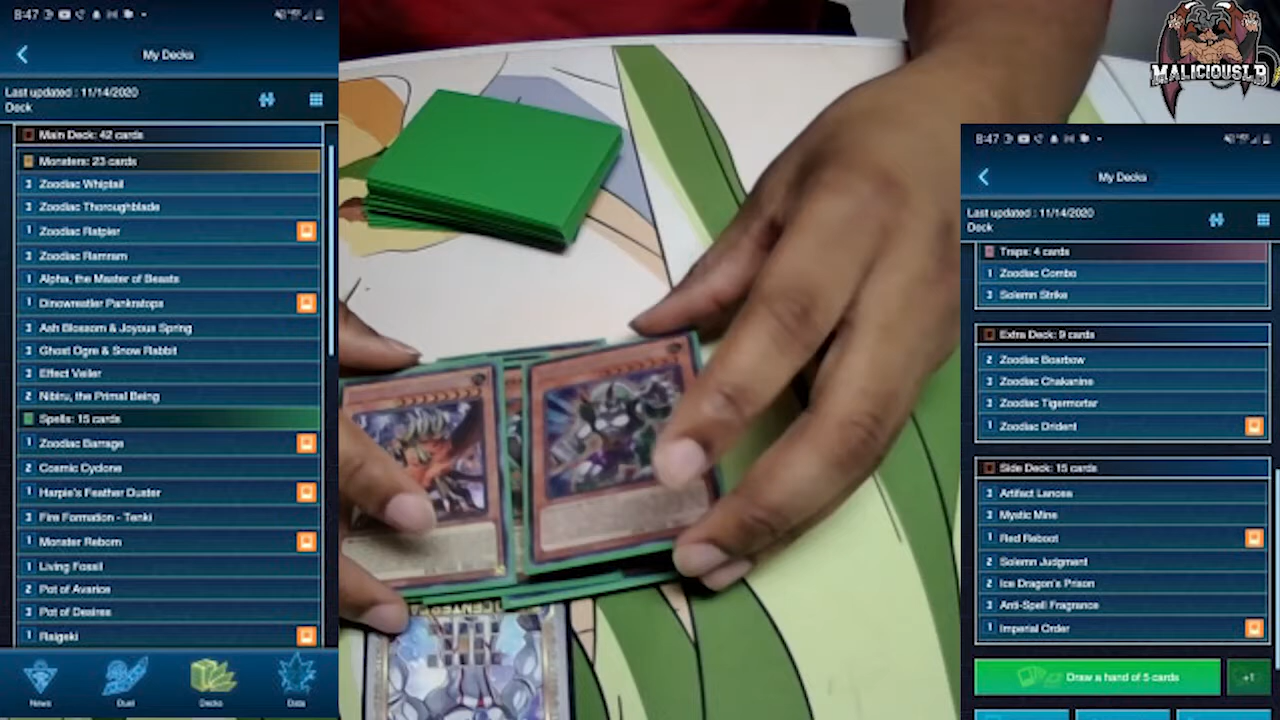 8:47
My Decks
Last updated : 11/14/2020
Deck
Main Deck: 42 cards
Monsters: 23 cards
3 Zoodiac Whiptail
3 Zoodiac Thoroughblade
1 Zoodiac Ratpier
3 Zoodiac Ramram
1 Alpha, the Master of Beasts
1 Dinowrestler Pankratops
3 Ash Blossom & Joyous Spring
3 Ghost Ogre & Snow Rabbit
3 Effect Veiler
2 Nibiru, the Primal Being
Spells: 15 cards
1 Zoodiac Barrage
2 Cosmic Cyclone
1 Harpie's Feather Duster
3 Fire Formation - Tenki
1 Monster Reborn
1 Living Fossil
2 Pot of Avarice
3 Pot of Desires
1 Raigeki
News
Duel
Decks
Data
MALICIOUSLB
8:47
My Decks
Last updated : 11/14/2020
Deck
Traps: 4 cards
1 Zoodiac Combo
3 Solemn Strike
Extra Deck: 9 cards
2 Zoodiac Boarbow
3 Zoodiac Chakanine
3 Zoodiac Tigermortar
1 Zoodiac Drident
Side Deck: 15 cards
3 Artifact Lancea
3 Mystic Mine
1 Red Reboot
2 Solemn Judgment
2 Ice Dragon's Prison
3 Anti-Spell Fragrance
1 Imperial Order
Draw a hand of 5 cards
+1